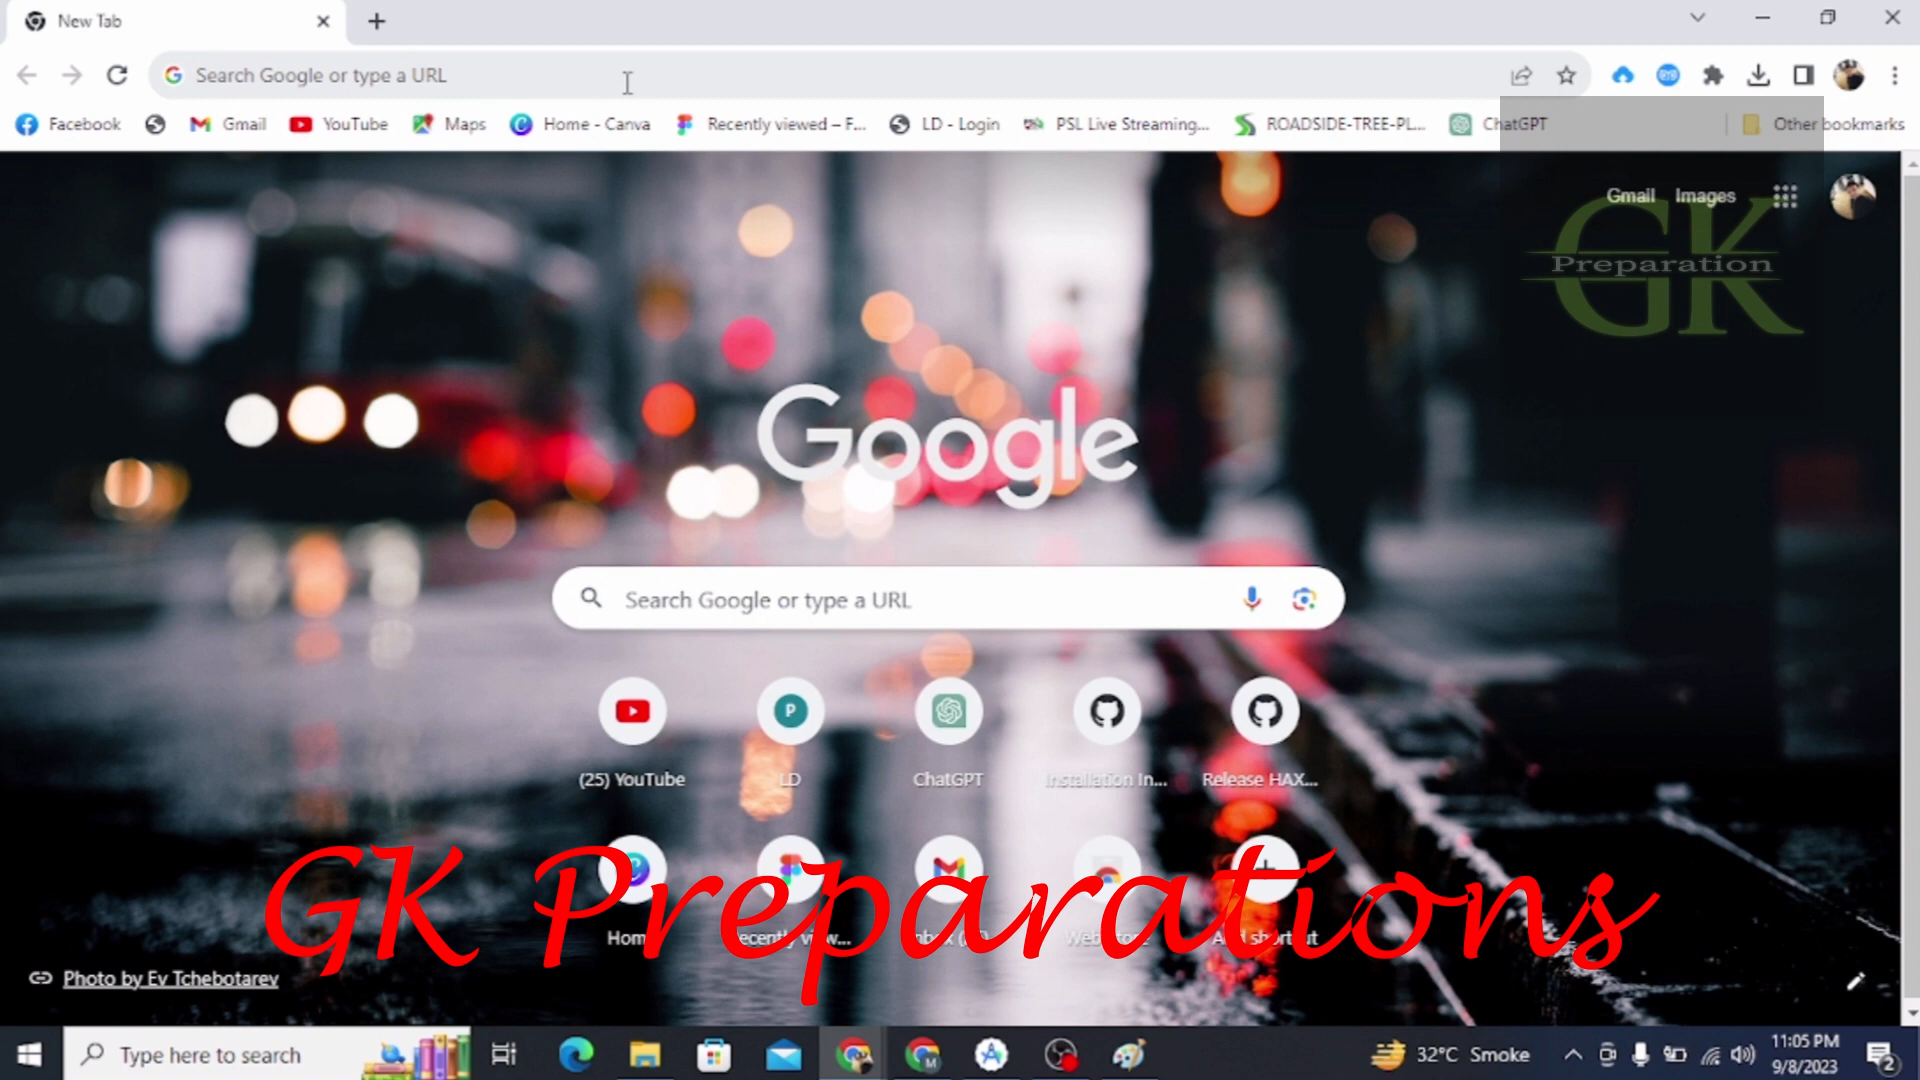 New Tab
Search Google or type a URL
Facebook Gmail YouTube Maps Home - Canva Recently viewed – F... LD - Login PSL Live Streaming... ROADSIDE-TREE-PL... ChatGPT Other bookmarks
Gmail Images
GK
Preparation
GK
Google
Search Google or type a URL
P
(25) YouTube LD ChatGPT Installation In... Release HAX...
GK Preparations
Photo by Ev Tchebotarev
Type here to search
32°C Smoke
11:05 PM
9/8/2023
2